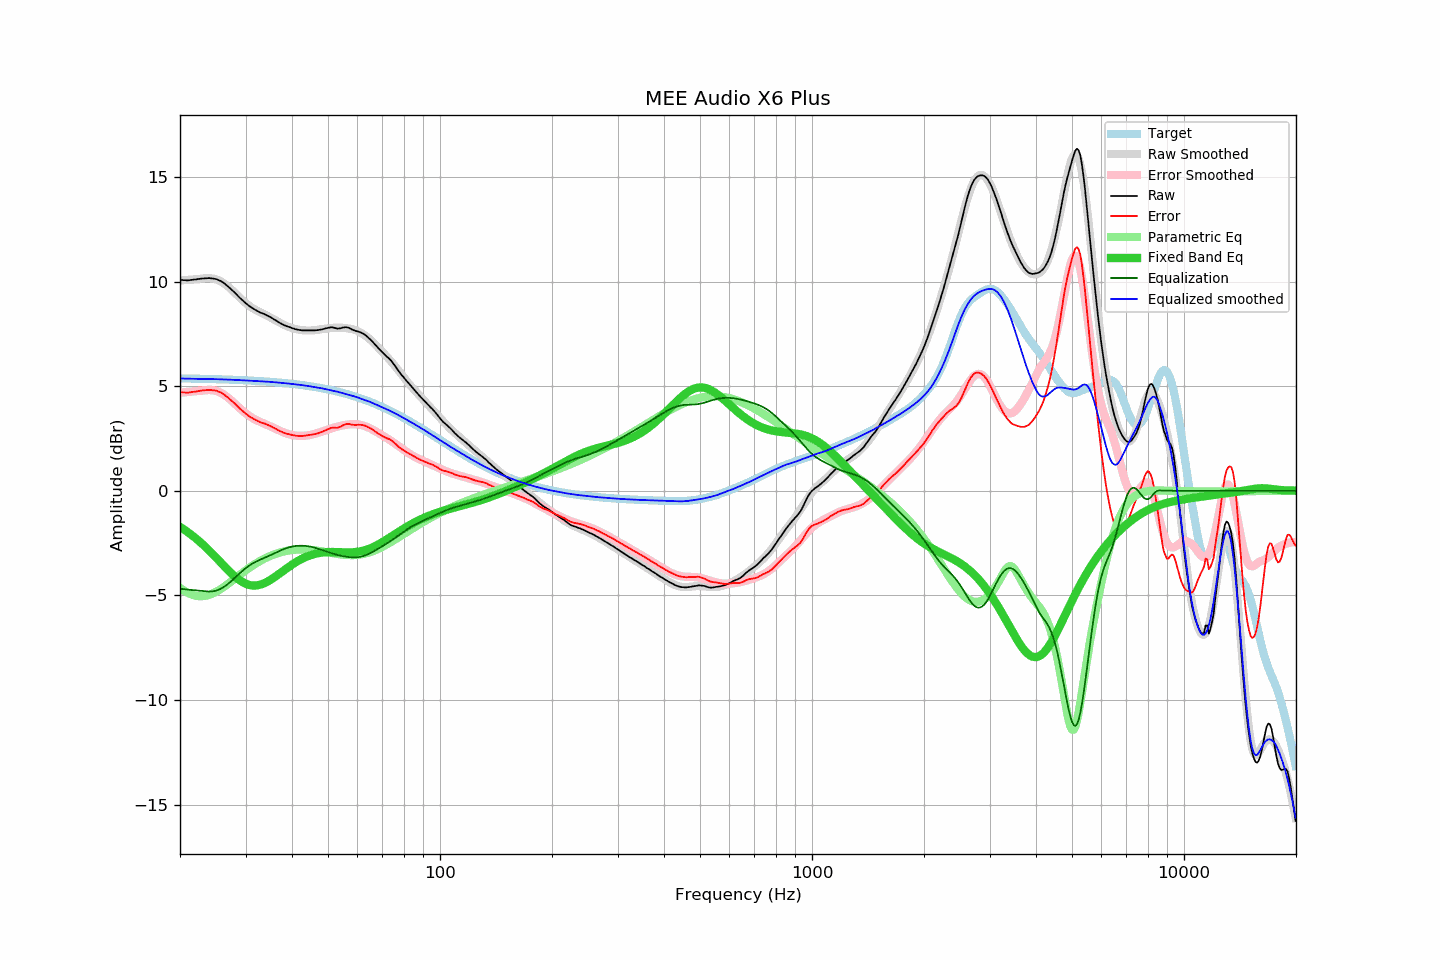 MEE Audio X6 Plus
Target
Raw Smoothed
Error Smoothed
Raw
Error
Parametric Eq
Fixed Band Eq
Equalization
Equalized smoothed
Amplitude (dBr)
15
10
5
0
−5
−10
−15
100
1000
10000
Frequency (Hz)